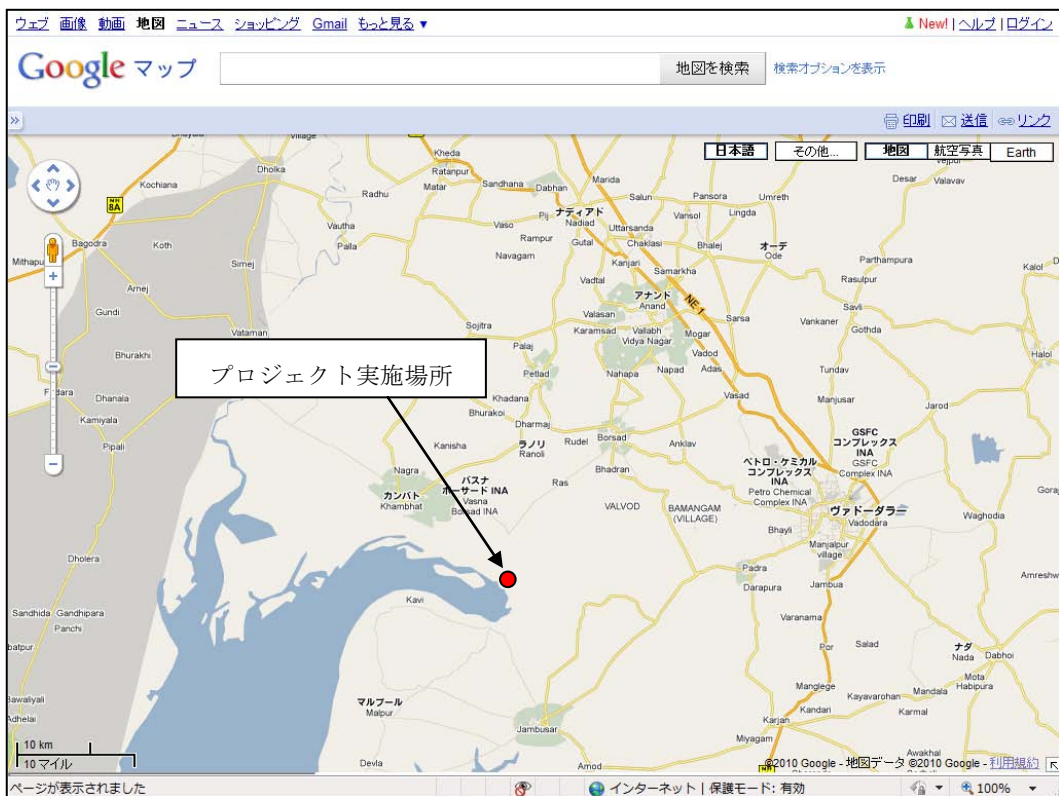 ウェブ 画像 動画 地図 ニュース ショッピング Gmail もっと見る ▼
New! | ヘルプ | ログイン
Google マップ
地図を検索
検索オプションを表示
»
印刷 送信 リンク
日本語 その他... 地図 航空写真 Earth
Village
Kheda
Dholka
Ratanpur
Matar
Sandhana
Dabhan
Marida
Desar
Valavav
Kochiana
NH
8A
Radhu
Salun
Pansora
Umreth
Vautha
Vaso
Pij
ナディアド
Nadiad
Uttarsanda
Vansol
Lingda
Bagodra
Koth
Palla
Rampur
Gutal
Chaklasi
Bhalej
オーデ
Ode
Simej
Navagam
Kanjari
Samarkha
Parthampura
Kalol
Arnej
Vadtal
Rasulpur
アナンド
Anand
NE 1
Gundi
Valasan
Sarsa
Savli
Vankaner
Gothda
Sojitra
Karamsad
Vallabh
Vidya Nagar
Mogar
Vataman
Palaj
Vadod
Halol
Bhurakhi
プロジェクト実施場所
Petlad
Nahapa
Napad
Adas
Tundav
Dhanala
Khadana
Vasad
Manjusar
Jarod
Bhurakoi
Kamiyala
Dharmaj
Pipali
Kanisha
ラノリ
Ranoli
Rudel
Borsad
Anklav
GSFC
コンプレックス
INA
GSFC
Complex INA
Nagra
Bhadran
ペトロ・ケミカル
コンプレックス
INA
Petro Chemical
Complex INA
カンバト
Khambhat
バスナ
ボーサード INA
Vasna
Borsad INA
Ras
VALVOD
BAMANGAM
(VILLAGE)
ヴァドーダラー
Vadodara
Waghodia
Bhayli
Manjalpur
village
Dholera
Padra
Amreshw
Darapura
Jambua
Kavi
Sandhida
Gandhipara
Panchi
Varanama
Por
Salad
ナダ
Nada
Dabhoi
batpur
Mota
Habipura
マルプール
Malpur
Manglege
Kayavarohan
Mandala
Kandari
Karmal
Adhelai
Karjan
Jambusar
Miyagam
10 km
10 マイル
Devla
Amod
Awakhal
©2010 Google - 地図データ ©2010 Google - 利用規約
ページが表示されました
インターネット | 保護モード: 有効
100%